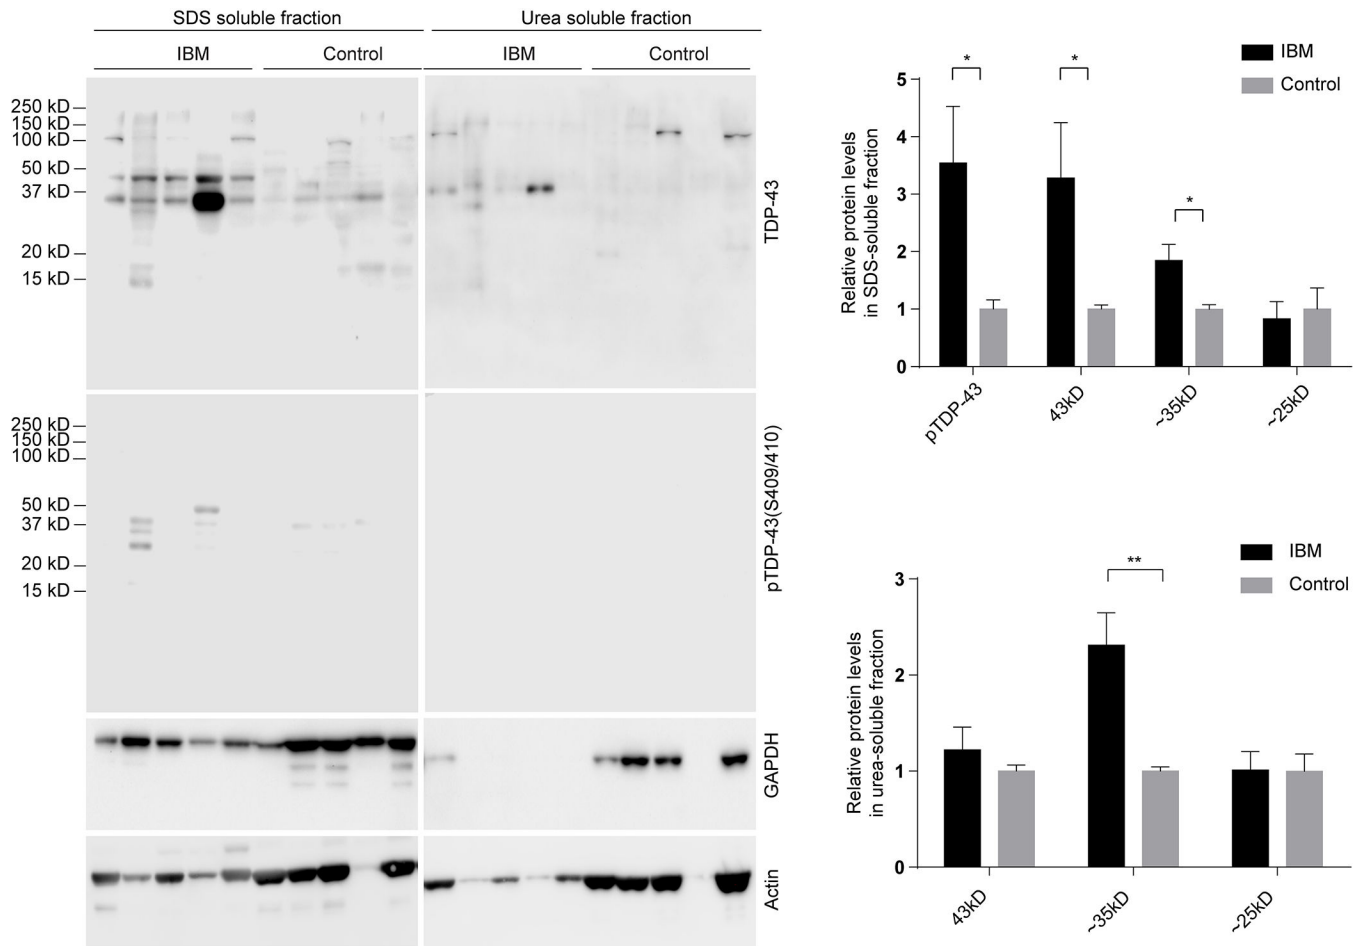 SDS soluble fraction
Urea soluble fraction
IBM
Control
IBM
Control
250 kD
150 kD
100 kD
50 kD
37 kD
20 kD
15 kD
TDP-43
250 kD
150 kD
100 kD
50 kD
37 kD
20 kD
15 kD
pTDP-43(S409/410)
GAPDH
Actin
IBM
Control
Relative protein levels
in SDS-soluble fraction
5
4
3
2
1
0
*
*
*
pTDP-43
43kD
~35kD
~25kD
IBM
Control
Relative protein levels
in urea-soluble fraction
3
2
1
0
**
43kD
~35kD
~25kD